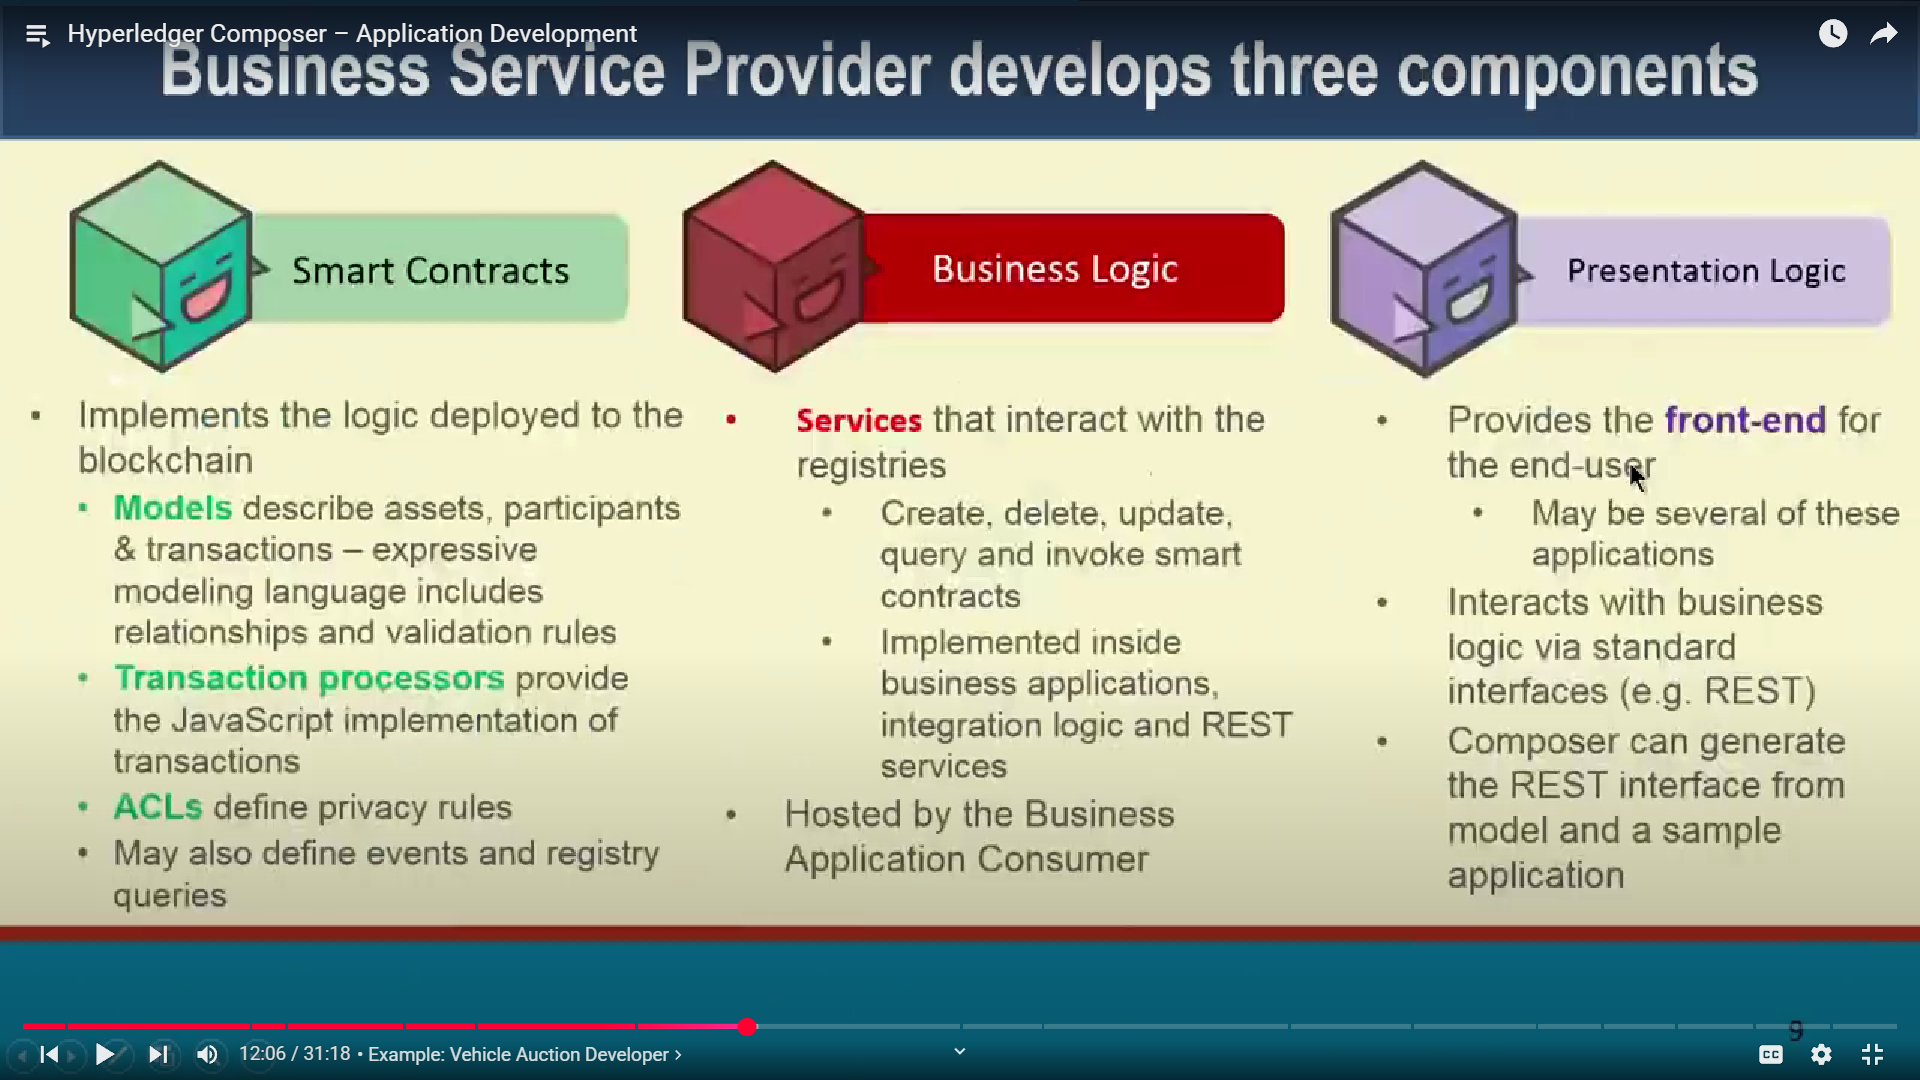 Hyperledger Composer – Application Development
Business Service Provider develops three components
Smart Contracts
• Implements the logic deployed to the
blockchain
• Models describe assets, participants
& transactions – expressive
modeling language includes
relationships and validation rules
• Transaction processors provide
the JavaScript implementation of
transactions
• ACLs define privacy rules
• May also define events and registry
queries
Business Logic
• Services that interact with the
registries
• Create, delete, update,
query and invoke smart
contracts
• Implemented inside
business applications,
integration logic and REST
services
• Hosted by the Business
Application Consumer
Presentation Logic
• Provides the front-end for
the end-user
• May be several of these
applications
• Interacts with business
logic via standard
interfaces (e.g. REST)
• Composer can generate
the REST interface from
model and a sample
application
9
12:06 / 31:18 • Example: Vehicle Auction Developer ›
CC